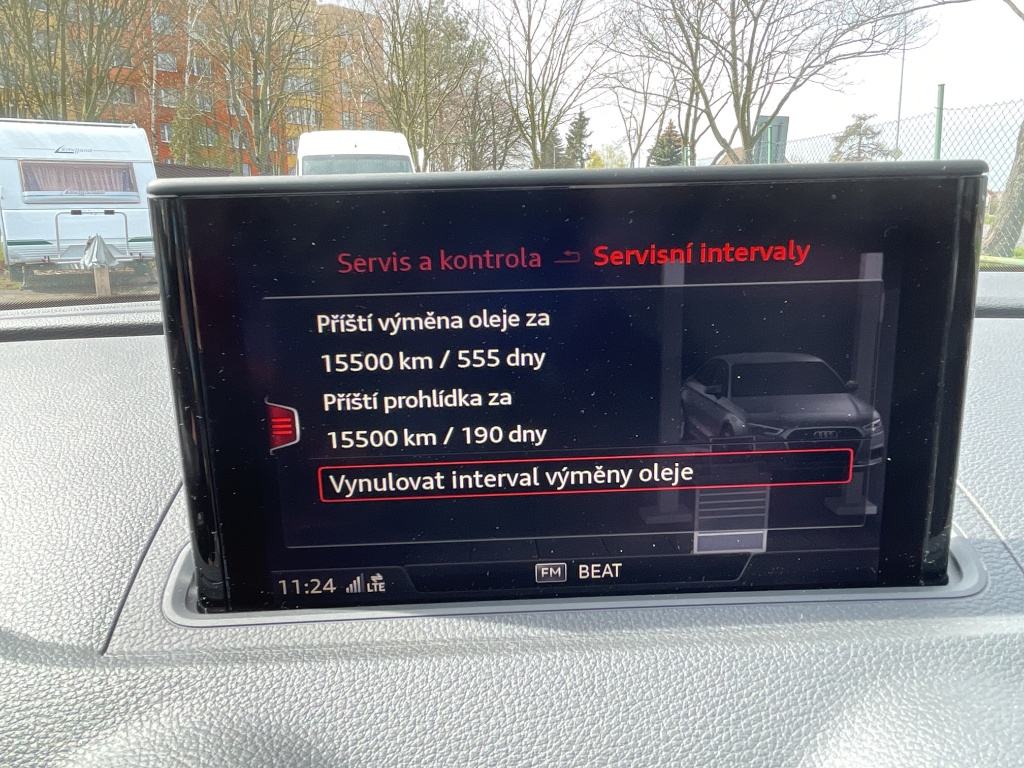 Servis a kontrola Servisní intervaly
Příští výměna oleje za
15500 km / 555 dny
Příští prohlídka za
15500 km / 190 dny
Vynulovat interval výměny oleje
11:24 LTE FM BEAT